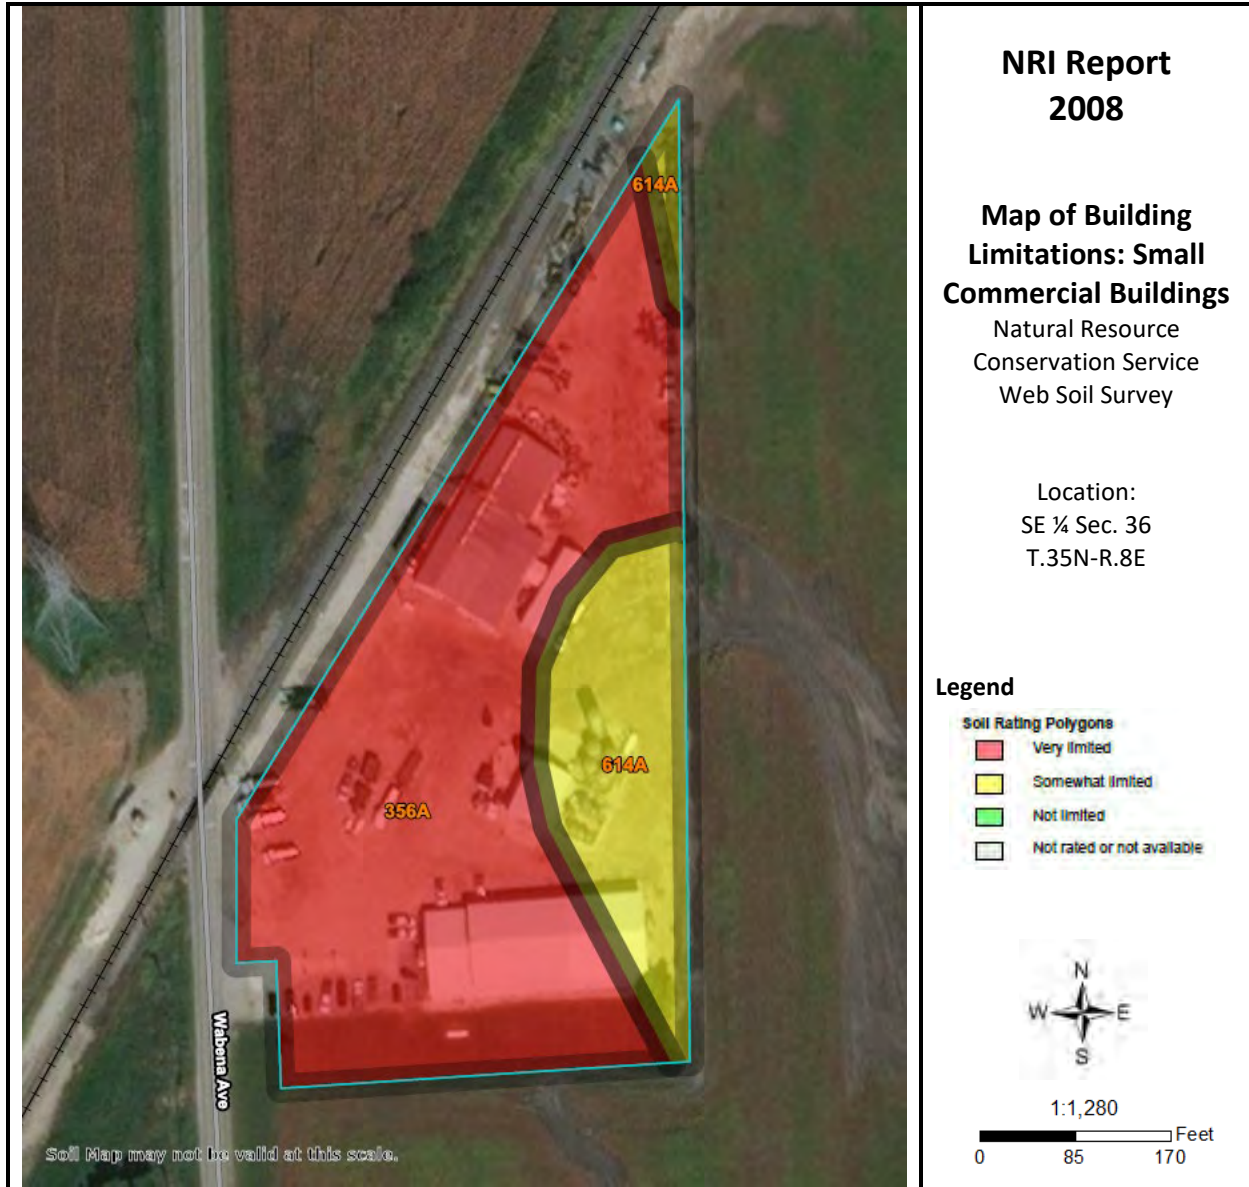 NRI Report
2008
Map of Building
Limitations: Small
Commercial Buildings
Natural Resource
Conservation Service
Web Soil Survey
Location:
SE ¼ Sec. 36
T.35N-R.8E
Legend
Soil Rating Polygons
Very limited
Somewhat limited
Not limited
Not rated or not available
N
W E
S
1:1,280
Feet
0 85 170
614A
614A
356A
Wabena Ave
Soil Map may not be valid at this scale.